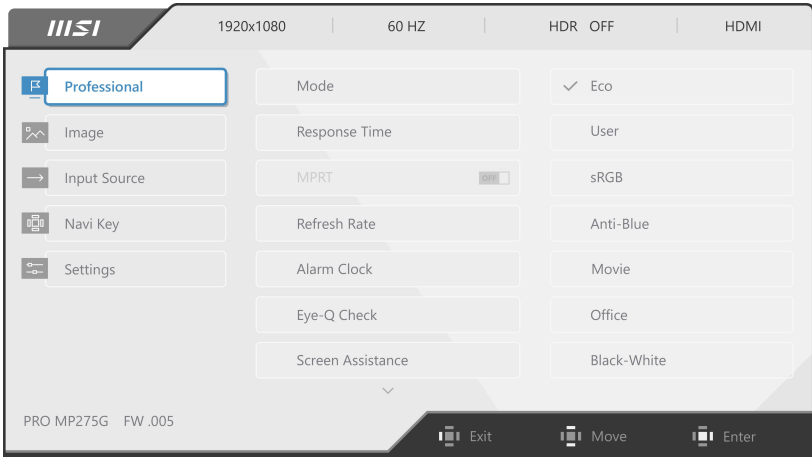 msi 1920x1080 60 HZ HDR OFF HDMI
Professional Mode Eco
Image Response Time User
Input Source MPRT OFF sRGB
Navi Key Refresh Rate Anti-Blue
Settings Alarm Clock Movie
Eye-Q Check Office
Screen Assistance Black-White
PRO MP275G FW .005
Exit Move Enter